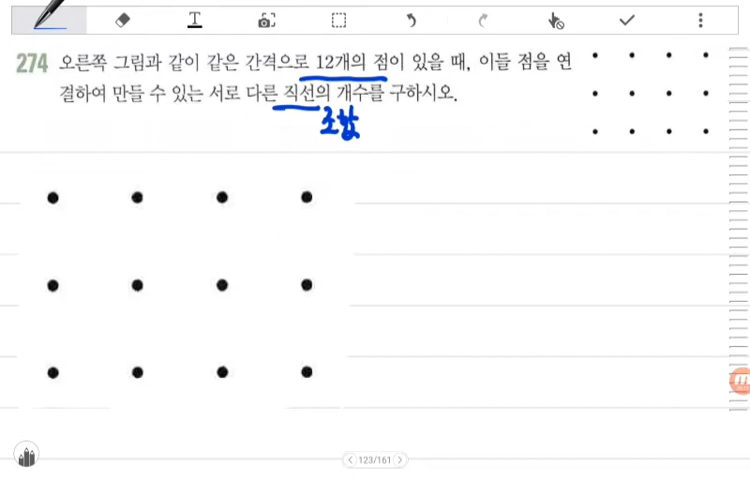 T
274 오른쪽 그림과 같이 같은 간격으로 12개의 점이 있을 때, 이들 점을 연
결하여 만들 수 있는 서로 다른 직선의 개수를 구하시오.
조합
123/161